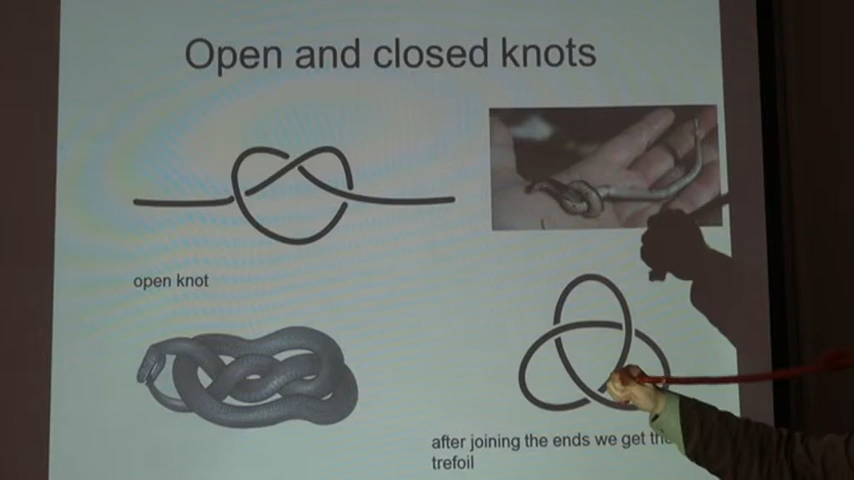 Open and closed knots
open knot
after joining the ends we get the
trefoil